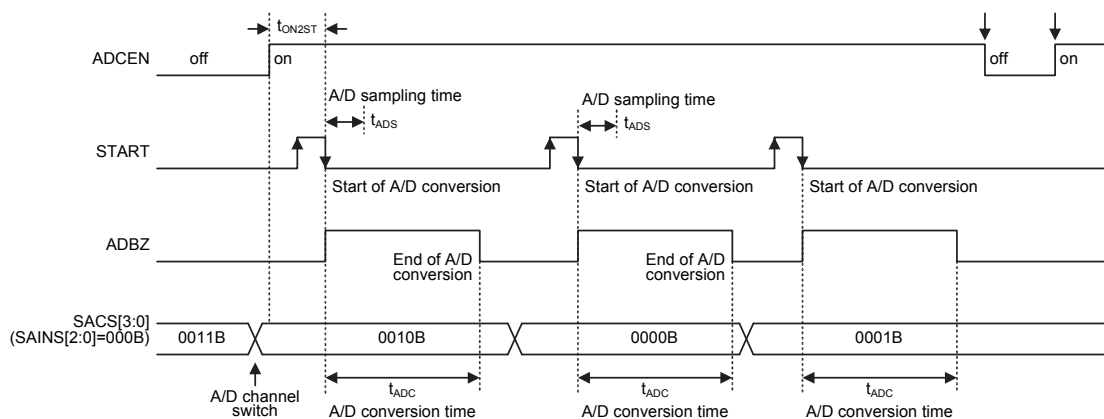 tON2ST
ADCEN
off
on
off
on
A/D sampling time
tADS
A/D sampling time
tADS
START
Start of A/D conversion
Start of A/D conversion
Start of A/D conversion
ADBZ
End of A/D
conversion
End of A/D
conversion
SACS[3:0]
(SAINS[2:0]=000B)
0011B
0010B
0000B
0001B
A/D channel
switch
tADC
A/D conversion time
tADC
A/D conversion time
tADC
A/D conversion time